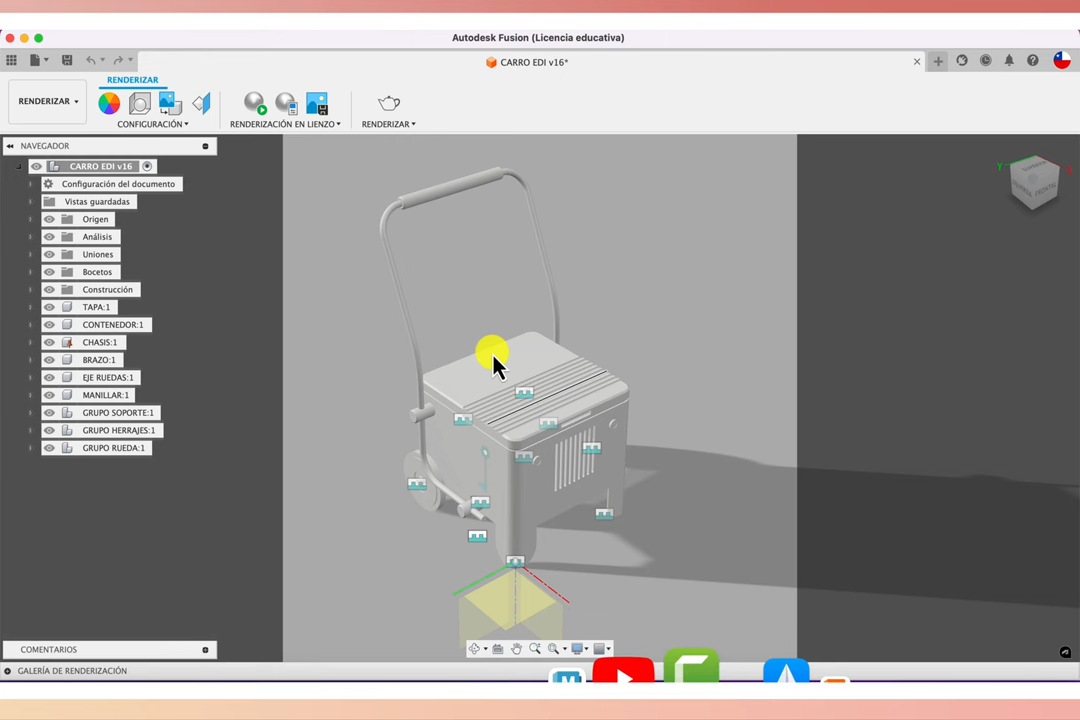 Autodesk Fusion (Licencia educativa)
CARRO EDI v16*
RENDERIZAR
RENDERIZAR
CONFIGURACIÓN
RENDERIZACIÓN EN LIENZO
RENDERIZAR
NAVEGADOR
CARRO EDI v16
Configuración del documento
Vistas guardadas
Origen
Análisis
Uniones
Bocetos
Construcción
TAPA:1
CONTENEDOR:1
CHASIS:1
BRAZO:1
EJE RUEDAS:1
MANILLAR:1
GRUPO SOPORTE:1
GRUPO HERRAJES:1
GRUPO RUEDA:1
SUPERIOR
FRONTAL
Y
X
COMENTARIOS
GALERÍA DE RENDERIZACIÓN